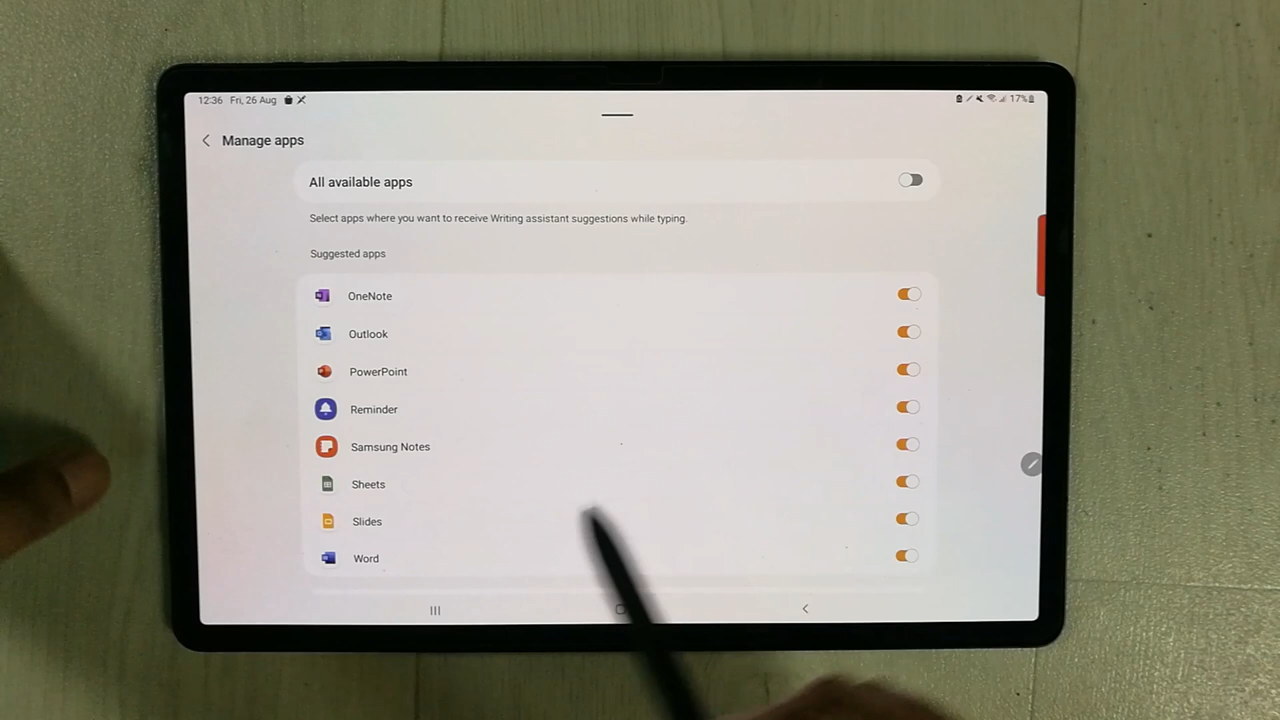 12:36 Fri, 26 Aug
17%
Manage apps
All available apps
Select apps where you want to receive Writing assistant suggestions while typing.
Suggested apps
OneNote
Outlook
PowerPoint
Reminder
Samsung Notes
Sheets
Slides
Word